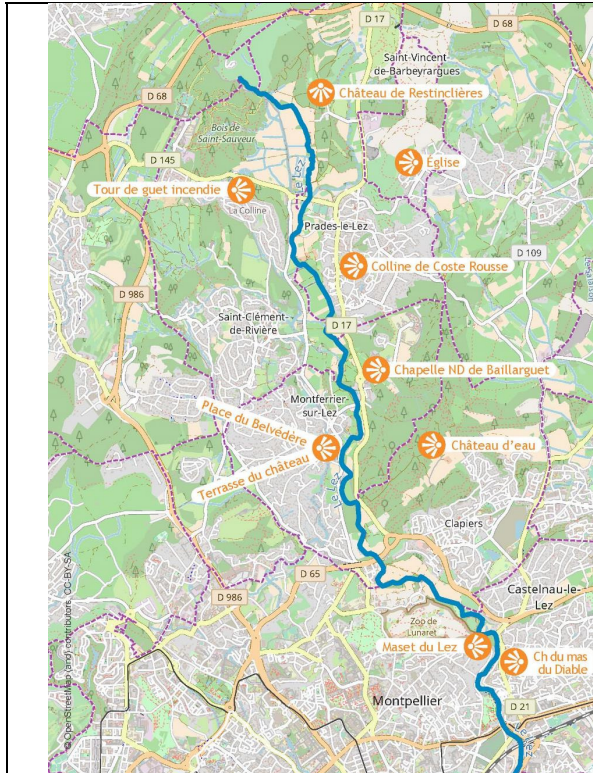 D 17
D 68
Saint-Vincent-
de-Barbeyrargues
Château de Restinclières
D 68
Bois de
Saint-Sauveur
D 145
Église
Le Lez
Tour de guet incendie
La Colline
Prades-le-Lez
D 109
Colline de Coste Rousse
D 986
Saint-Clément-
de-Rivière
D 17
Chapelle ND de Baillarguet
Montferrier-
sur-Lez
Place du Belvédère
Château d'eau
Terrasse du château
Le Lez
Clapiers
D 65
D 986
Castelnau-le-
Lez
Zoo de
Lunaret
Maset du Lez
Ch du mas
du Diable
Montpellier
D 21
Le Lez
© OpenStreetMap (and) contributors, CC-BY-SA